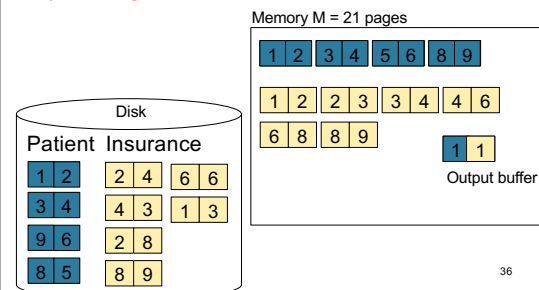 Memory M = 21 pages
1 2 3 4 5 6 8 9
1 2 2 3 3 4 4 6
6 8 8 9
1 1
Output buffer
Disk
Patient Insurance
1 2 2 4 6 6
3 4 4 3 1 3
9 6 2 8
8 5 8 9
36